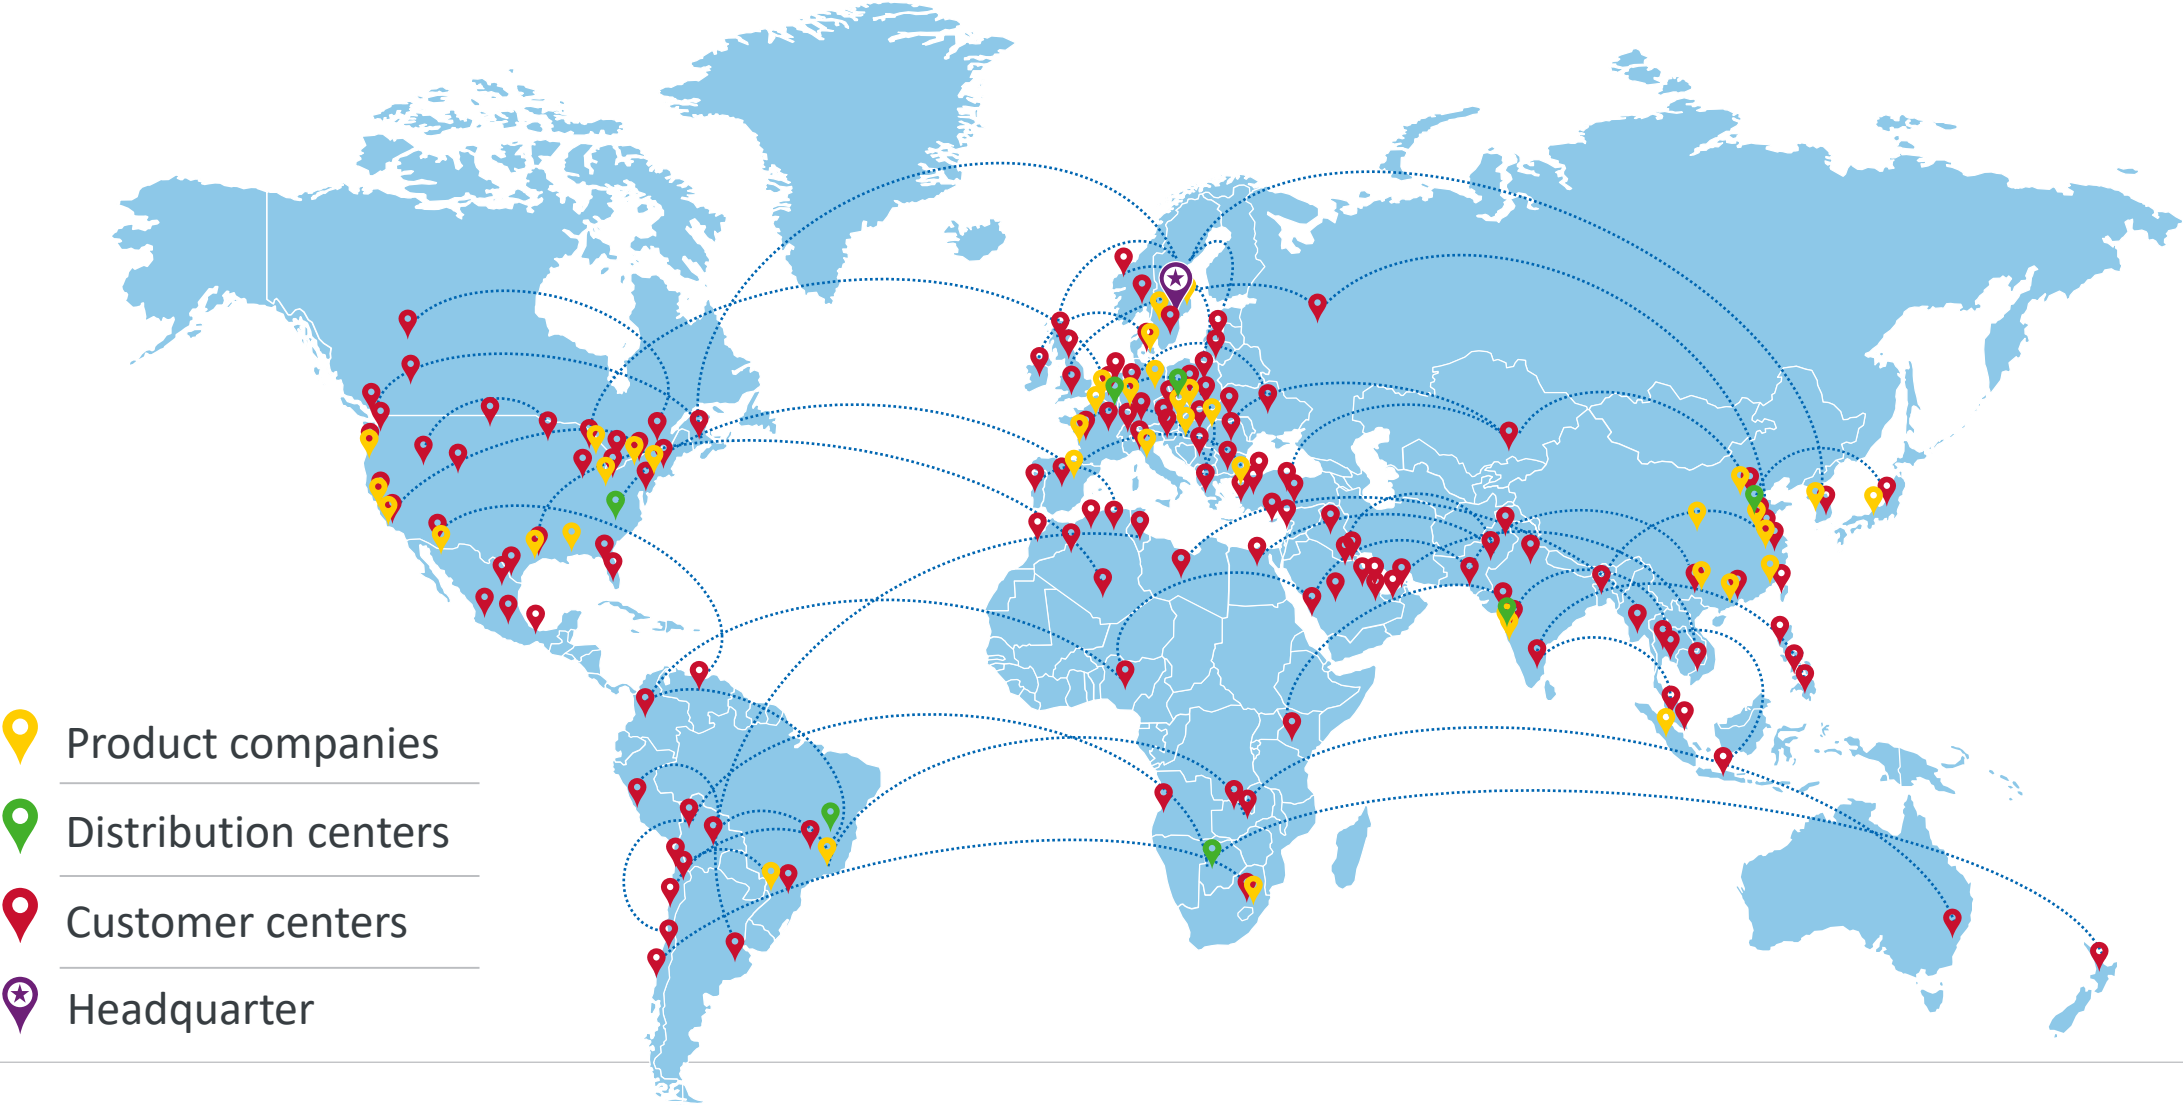 Product companies
Distribution centers
Customer centers
Headquarter